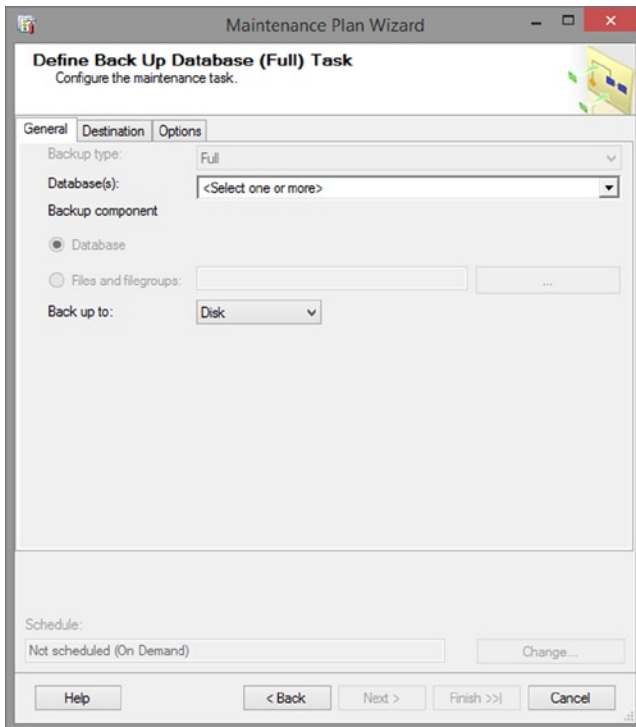 Maintenance Plan Wizard
Define Back Up Database (Full) Task
Configure the maintenance task.
General Destination Options
Backup type: Full
Database(s): <Select one or more>
Backup component
Database
Files and filegroups: ...
Back up to: Disk
Schedule:
Not scheduled (On Demand) Change...
Help < Back Next > Finish >>| Cancel